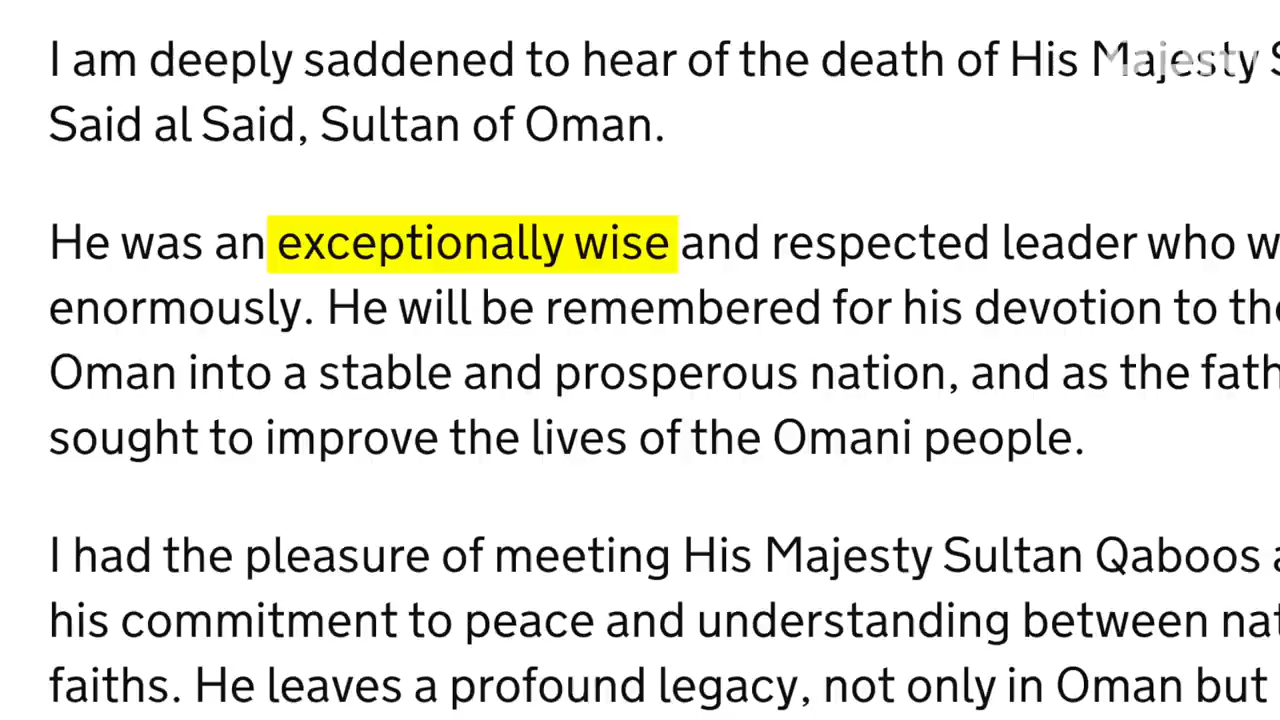 I am deeply saddened to hear of the death of His Majesty
Said al Said, Sultan of Oman.
He was an exceptionally wise and respected leader who
enormously. He will be remembered for his devotion to
Oman into a stable and prosperous nation, and as the
sought to improve the lives of the Omani people.
I had the pleasure of meeting His Majesty Sultan Qaboos
his commitment to peace and understanding between
faiths. He leaves a profound legacy, not only in Oman but